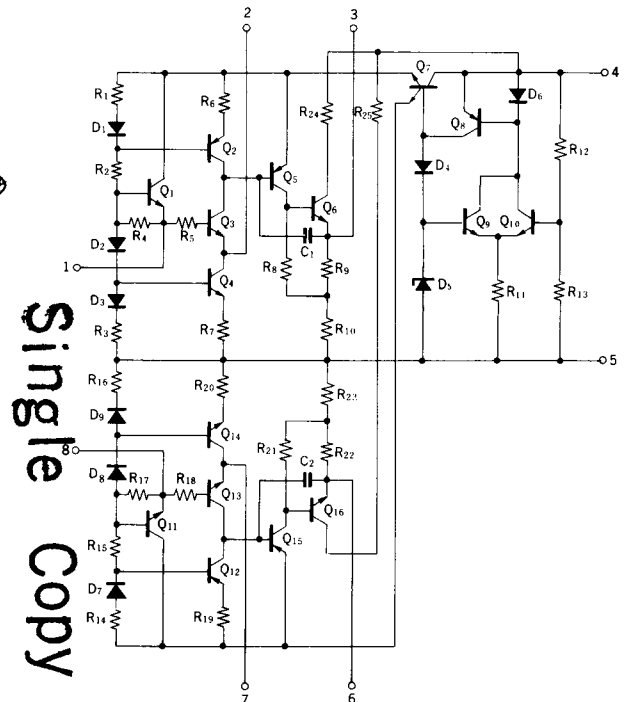 2
3
Q7
4
R1
R6
D6
D1
R24
R25
Q8
R12
Q2
R2
Q5
D4
Q1
Q6
Q3
Q9
Q10
R4
R5
C1
D2
1
R8
R9
Q4
D5
R11
R13
D3
R3
R7
R10
5
R16
R20
R23
D9
Q14
8
R21
R22
D8
R17
R18
C2
Q13
Q16
Q11
R15
Q15
Q12
D7
R14
R19
7
6
Single Copy